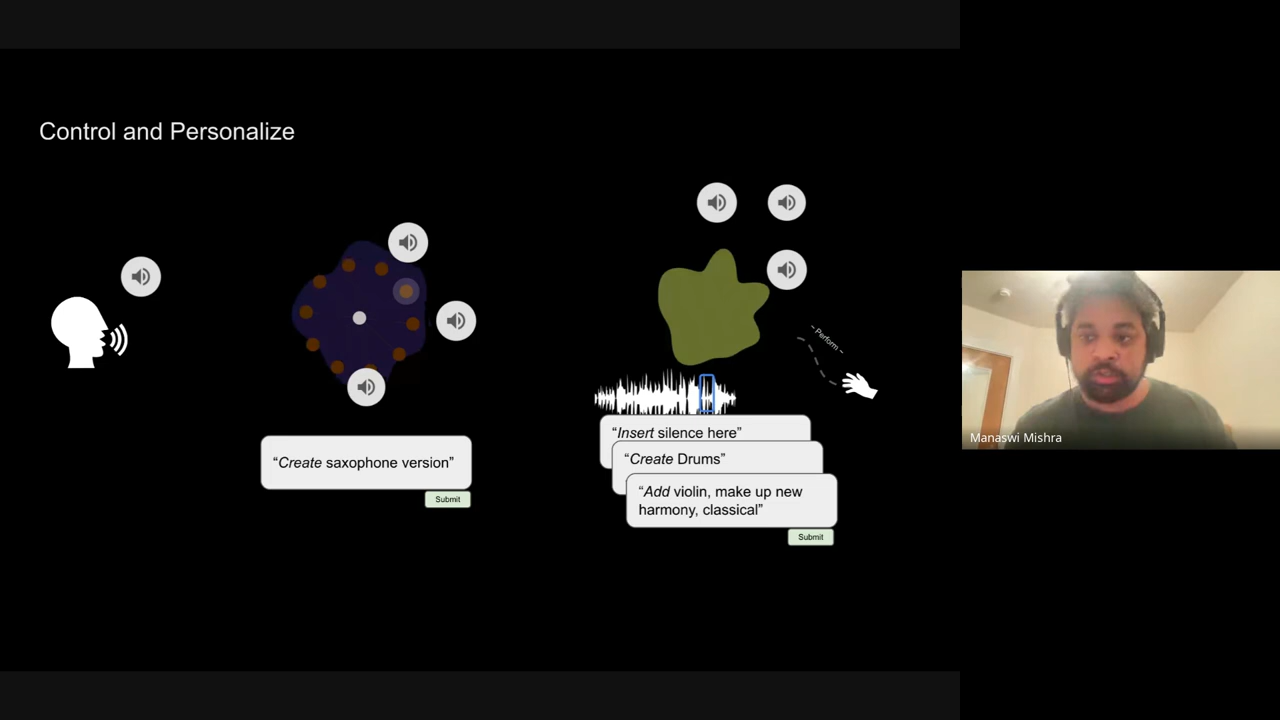 Control and Personalize
~ Perform ~
“Create saxophone version”
Submit
“Insert silence here”
“Create Drums”
“Add violin, make up new
harmony, classical”
Submit
Manaswi Mishra